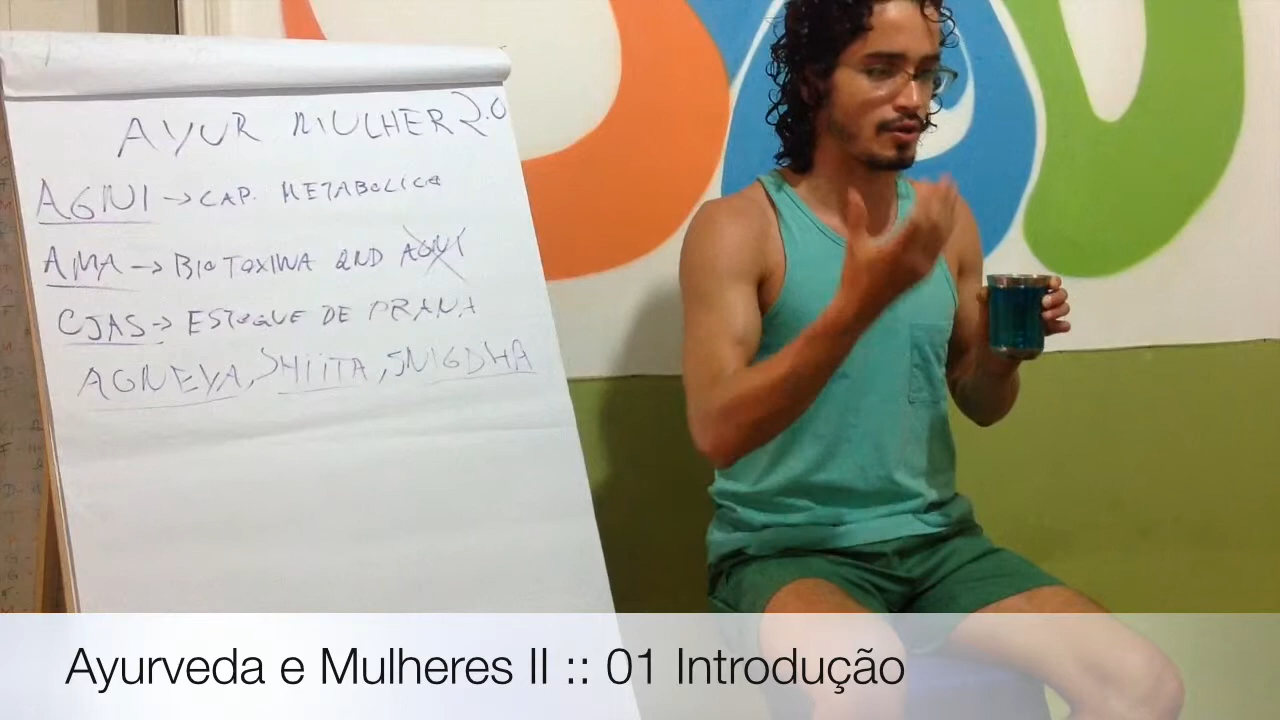 AYUR MULHER 2.0
AGNI → CAP. METABOLICA
AMA → BIOTOXINA QND AGNI
OJAS → ESTOQUE DE PRANA
AGNEYA, SHIITA, SNIGDHA
Ayurveda e Mulheres II :: 01 Introdução